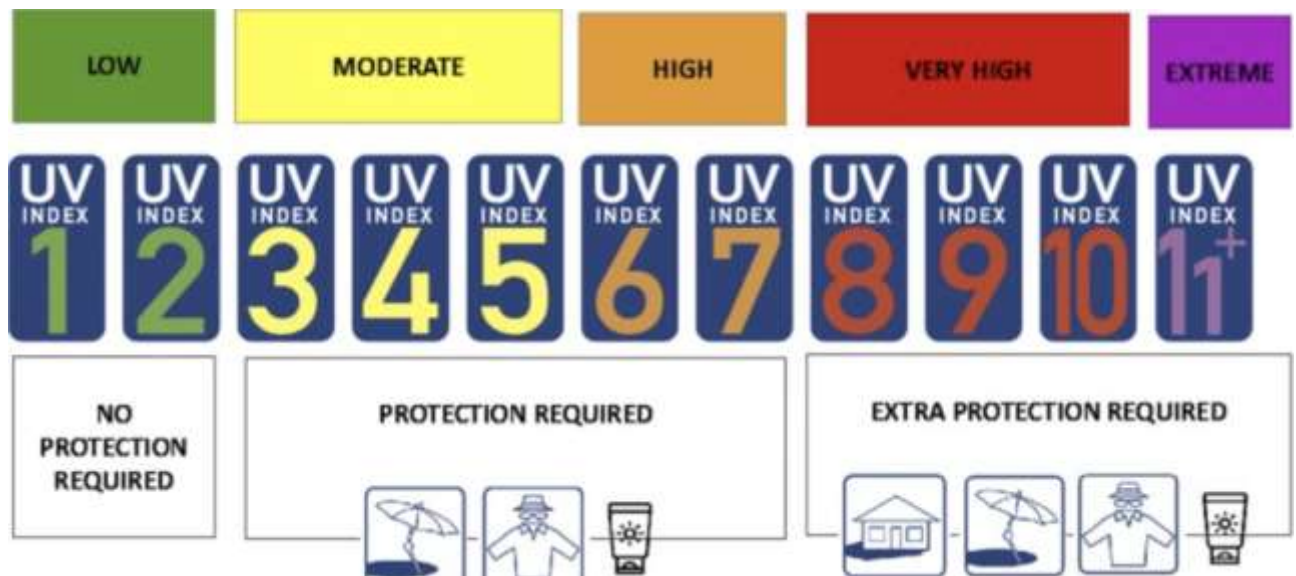 LOW MODERATE HIGH VERY HIGH EXTREME
UV UV UV UV UV UV UV UV UV UV UV
INDEX INDEX INDEX INDEX INDEX INDEX INDEX INDEX INDEX INDEX INDEX
1 2 3 4 5 6 7 8 9 10 11+
NO
PROTECTION
REQUIRED
PROTECTION REQUIRED
EXTRA PROTECTION REQUIRED